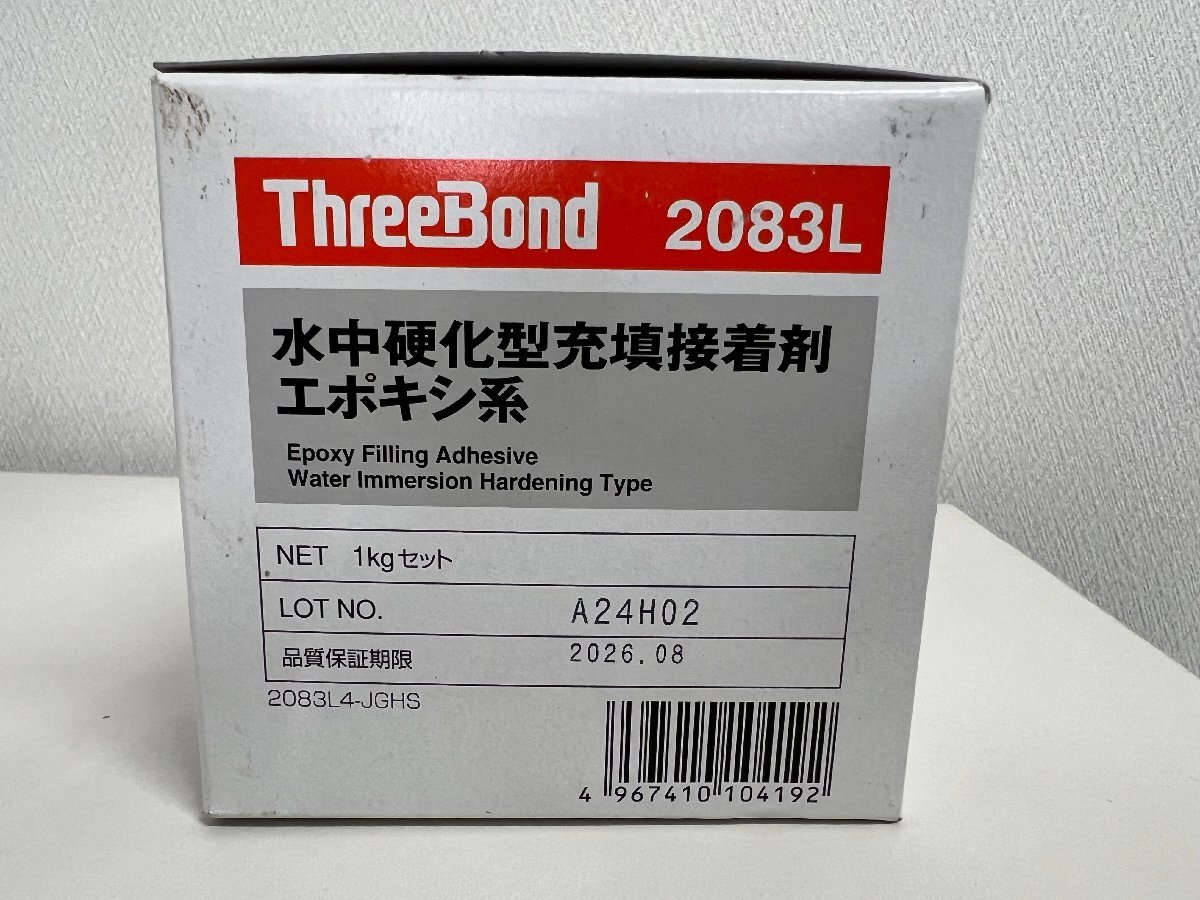 ThreeBond 2083L
水中硬化型充填接着剤
エポキシ系
Epoxy Filling Adhesive
Water Immersion Hardening Type
NET 1kgセット
LOT NO. A24H02
品質保証期限 2026.08
2083L4-JGHS
4 967410 104192